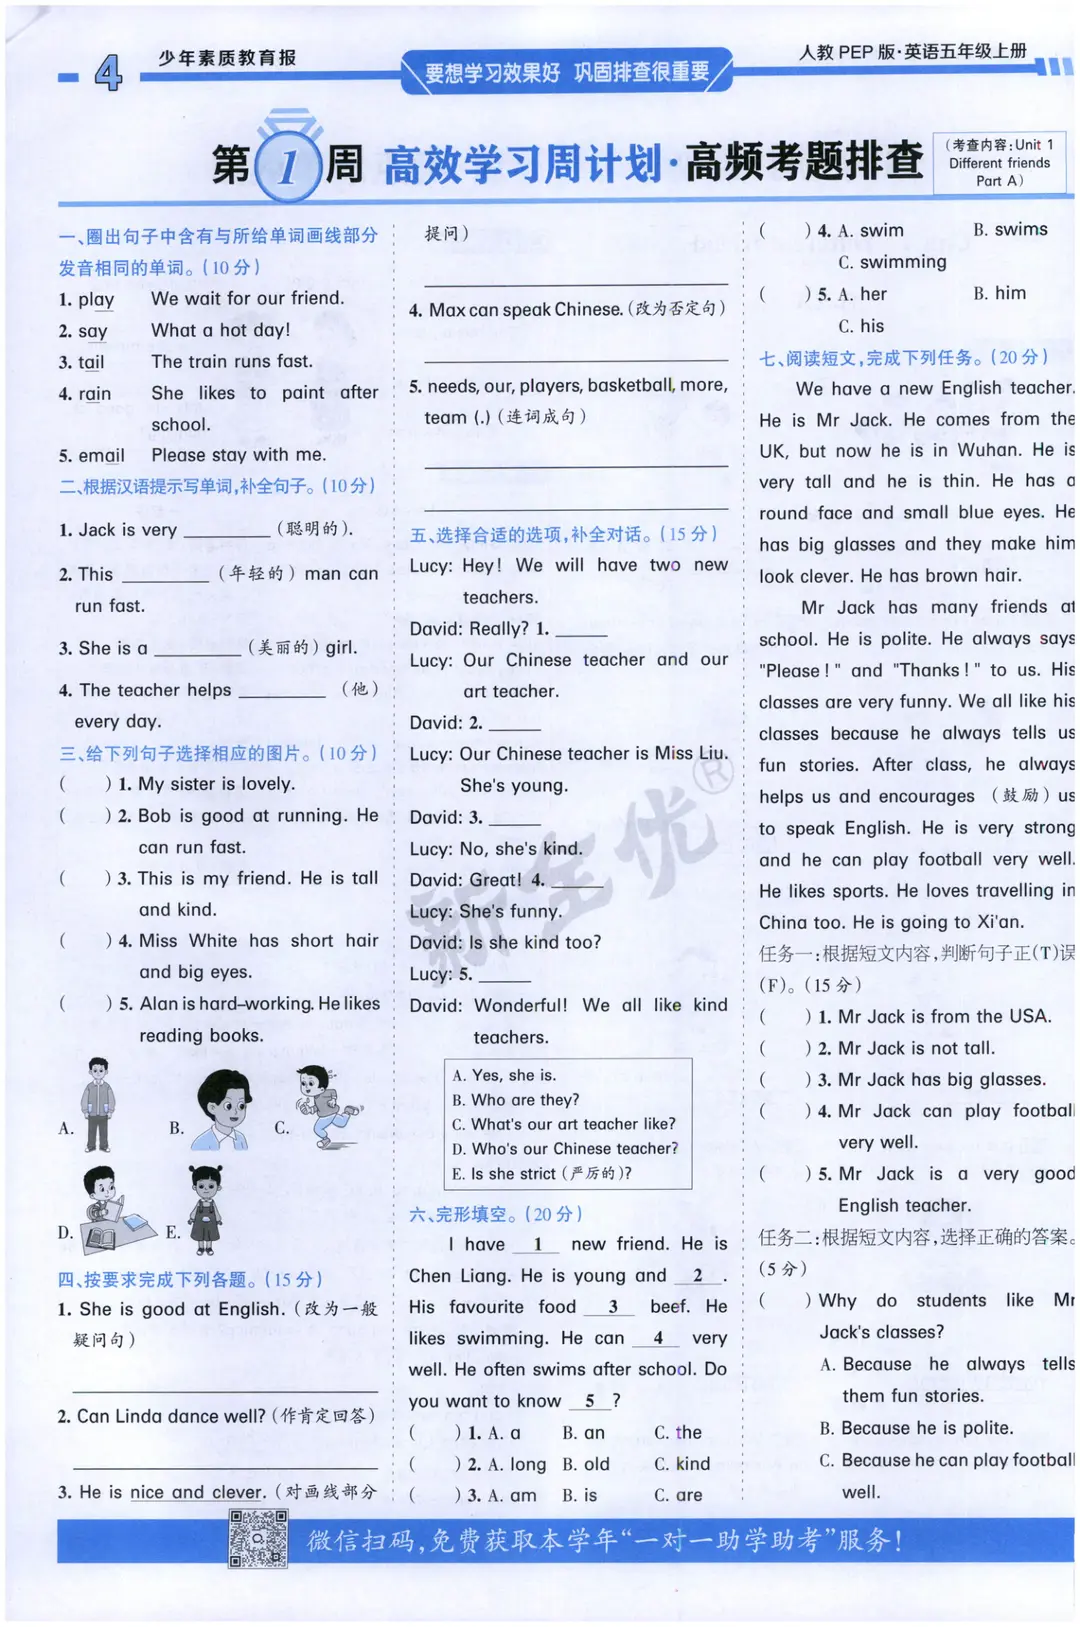 4
少年素质教育报
要想学习效果好 巩固排查很重要
人教 PEP 版·英语五年级上册
第1周 高效学习周计划·高频考题排查
(考查内容:Unit 1
Different friends
Part A)
一、圈出句子中含有与所给单词画线部分
发音相同的单词。(10 分)
1. play We wait for our friend.
2. say What a hot day!
3. tail The train runs fast.
4. rain She likes to paint after
school.
5. email Please stay with me.
二、根据汉语提示写单词,补全句子。(10分)
1. Jack is very ________ (聪明的).
2. This ________ (年轻的) man can
run fast.
3. She is a ________ (美丽的) girl.
4. The teacher helps ________ (他)
every day.
三、给下列句子选择相应的图片。(10 分)
( ) 1. My sister is lovely.
( ) 2. Bob is good at running. He
can run fast.
( ) 3. This is my friend. He is tall
and kind.
( ) 4. Miss White has short hair
and big eyes.
( ) 5. Alan is hard-working. He likes
reading books.
A. B. C.
D. E.
四、按要求完成下列各题。(15 分)
1. She is good at English. (改为一般
疑问句)
2. Can Linda dance well? (作肯定回答)
3. He is nice and clever. (对画线部分
提问)
4. Max can speak Chinese. (改为否定句)
5. needs, our, players, basketball, more,
team (.) (连词成句)
五、选择合适的选项,补全对话。(15 分)
Lucy: Hey! We will have two new
teachers.
David: Really? 1. _____
Lucy: Our Chinese teacher and our
art teacher.
David: 2. _____
Lucy: Our Chinese teacher is Miss Liu.
She's young.
David: 3. _____
Lucy: No, she's kind.
David: Great! 4. _____
Lucy: She's funny.
David: Is she kind too?
Lucy: 5. _____
David: Wonderful! We all like kind
teachers.
A. Yes, she is.
B. Who are they?
C. What's our art teacher like?
D. Who's our Chinese teacher?
E. Is she strict (严厉的)?
六、完形填空。(20 分)
I have 1 new friend. He is
Chen Liang. He is young and 2 .
His favourite food 3 beef. He
likes swimming. He can 4 very
well. He often swims after school. Do
you want to know 5 ?
( ) 1. A. a B. an C. the
( ) 2. A. long B. old C. kind
( ) 3. A. am B. is C. are
( ) 4. A. swim B. swims
C. swimming
( ) 5. A. her B. him
C. his
七、阅读短文,完成下列任务。(20 分)
We have a new English teacher.
He is Mr Jack. He comes from the
UK, but now he is in Wuhan. He is
very tall and he is thin. He has a
round face and small blue eyes. He
has big glasses and they make him
look clever. He has brown hair.
Mr Jack has many friends at
school. He is polite. He always says
"Please!" and "Thanks!" to us. His
classes are very funny. We all like his
classes because he always tells us
fun stories. After class, he always
helps us and encourages (鼓励) us
to speak English. He is very strong
and he can play football very well.
He likes sports. He loves travelling in
China too. He is going to Xi'an.
任务一:根据短文内容,判断句子正(T)误
(F)。(15 分)
( ) 1. Mr Jack is from the USA.
( ) 2. Mr Jack is not tall.
( ) 3. Mr Jack has big glasses.
( ) 4. Mr Jack can play football
very well.
( ) 5. Mr Jack is a very good
English teacher.
任务二:根据短文内容,选择正确的答案。
(5 分)
( ) Why do students like Mr
Jack's classes?
A. Because he always tells
them fun stories.
B. Because he is polite.
C. Because he can play football
well.
新全优®
微信扫码,免费获取本学年“一对一助学助考”服务!